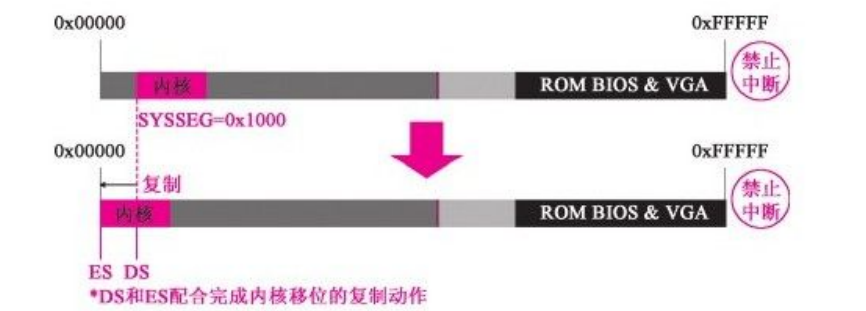 0x00000 0xFFFFF
内核 ROM BIOS & VGA 禁止
中断
SYSSEG=0x1000
0x00000 0xFFFFF
复制
内核 ROM BIOS & VGA 禁止
中断
ES DS
*DS和ES配合完成内核移位的复制动作